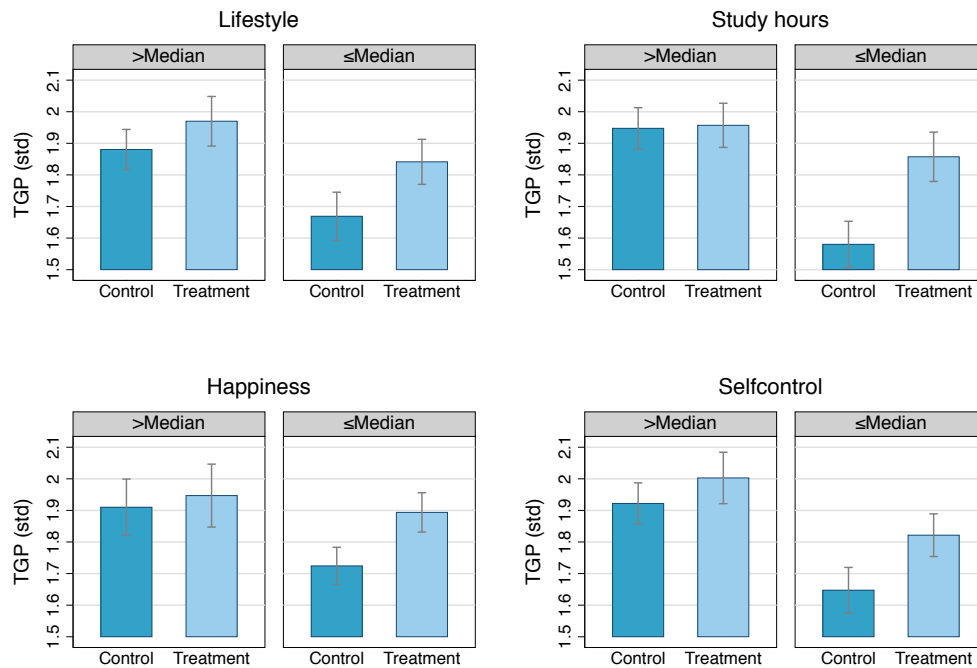 Lifestyle
>Median ≤Median
TGP (std)
2.1
2
1.9
1.8
1.7
1.6
1.5
Control Treatment Control Treatment
Study hours
>Median ≤Median
TGP (std)
2.1
2
1.9
1.8
1.7
1.6
1.5
Control Treatment Control Treatment
Happiness
>Median ≤Median
TGP (std)
2.1
2
1.9
1.8
1.7
1.6
1.5
Control Treatment Control Treatment
Selfcontrol
>Median ≤Median
TGP (std)
2.1
2
1.9
1.8
1.7
1.6
1.5
Control Treatment Control Treatment